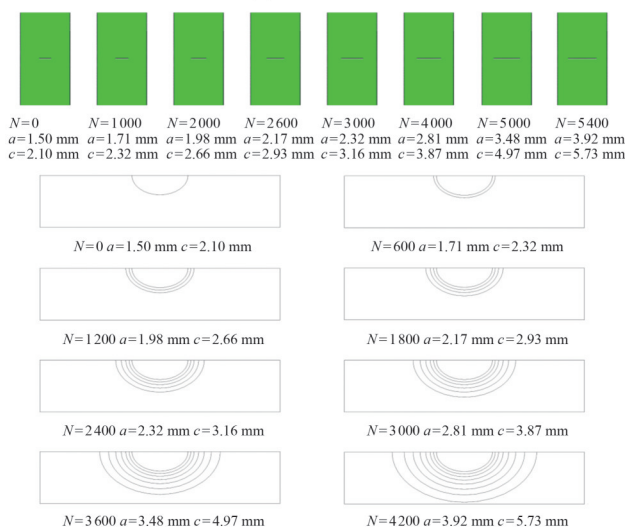 N=0 N=1000 N=2000 N=2600 N=3000 N=4000 N=5000 N=5400
a=1.50 mm a=1.71 mm a=1.98 mm a=2.17 mm a=2.32 mm a=2.81 mm a=3.48 mm a=3.92 mm
c=2.10 mm c=2.32 mm c=2.66 mm c=2.93 mm c=3.16 mm c=3.87 mm c=4.97 mm c=5.73 mm
N=0 a=1.50 mm c=2.10 mm
N=600 a=1.71 mm c=2.32 mm
N=1200 a=1.98 mm c=2.66 mm
N=1800 a=2.17 mm c=2.93 mm
N=2400 a=2.32 mm c=3.16 mm
N=3000 a=2.81 mm c=3.87 mm
N=3600 a=3.48 mm c=4.97 mm
N=4200 a=3.92 mm c=5.73 mm